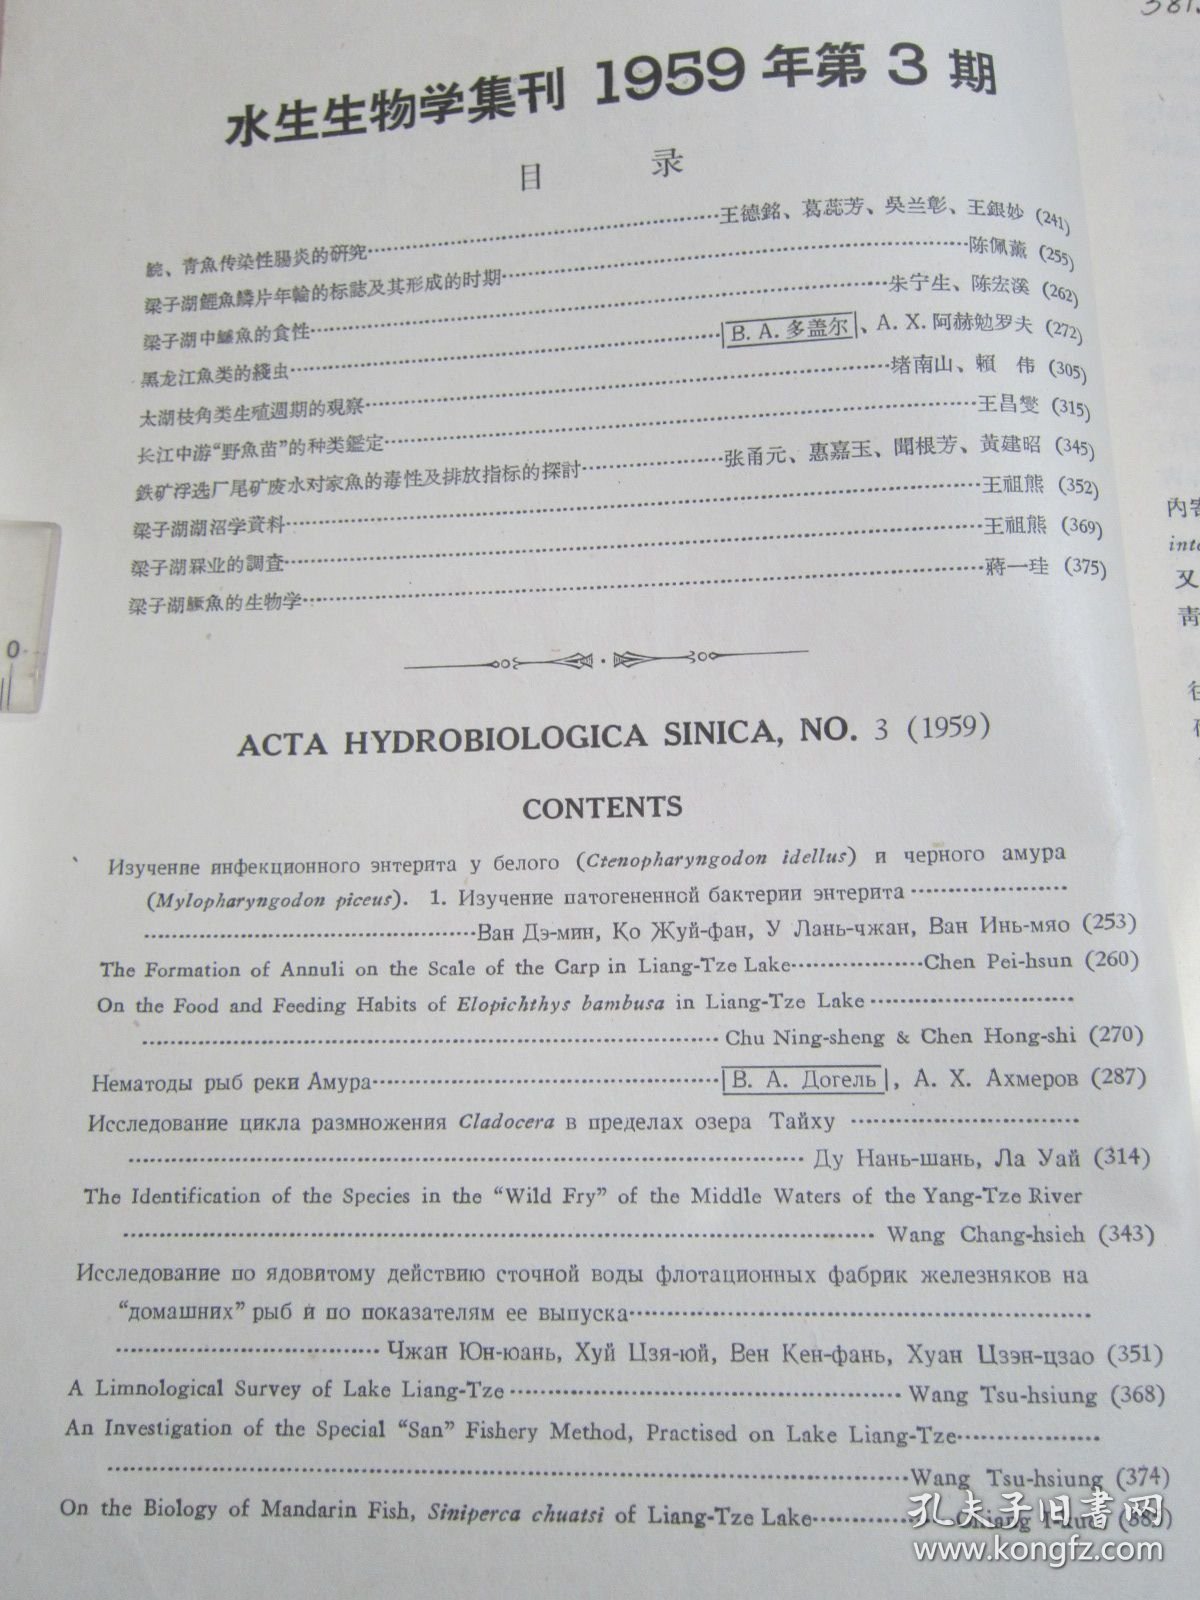 水生生物学集刊 1959 年第 3 期
目 录
鯇、青魚传染性腸炎的研究 王德銘、葛蕊芳、吳兰彰、王銀妙 (241)
梁子湖鲤魚鳞片年輪的标誌及其形成的时期 陈佩薰 (255)
梁子湖中鳡魚的食性 朱宁生、陈宏溪 (262)
黑龙江魚类的綫虫 В. А. 多盖尔、А. Х. 阿赫勉罗夫 (272)
太湖枝角类生殖週期的观察 堵南山、賴 伟 (305)
长江中游“野魚苗”的种类鑑定 王昌燮 (315)
鉄矿浮选厂尾矿废水对家魚的毒性及排放指标的探討 张甬元、惠嘉玉、聞根芳、黄建昭 (345)
梁子湖湖沼学資料 王祖熊 (352)
梁子湖罧业的調査 王祖熊 (369)
梁子湖鱖魚的生物学 蔣一珪 (375)
ACTA HYDROBIOLOGICA SINICA, NO. 3 (1959)
CONTENTS
Изучение инфекционного энтерита у белого (Ctenopharyngodon idellus) и черного амура
(Mylopharyngodon piceus). 1. Изучение патогененной бактерии энтерита
Ван Дэ-мин, Ко Жуй-фан, У Лань-чжан, Ван Инь-мяо (253)
The Formation of Annuli on the Scale of the Carp in Liang-Tze Lake Chen Pei-hsun (260)
On the Food and Feeding Habits of Elopichthys bambusa in Liang-Tze Lake
Chu Ning-sheng & Chen Hong-shi (270)
Нематоды рыб реки Амура В. А. Догель, А. Х. Ахмеров (287)
Исследование цикла размножения Cladocera в пределах озера Тайху
Ду Нань-шань, Ла Уай (314)
The Identification of the Species in the “Wild Fry” of the Middle Waters of the Yang-Tze River
Wang Chang-hsieh (343)
Исследование по ядовитому действию сточной воды флотационных фабрик железняков на
“домашних” рыб и по показателям ее выпуска
Чжан Юн-юань, Хуй Цзя-юй, Вен Кен-фань, Хуан Цзэн-цзао (351)
A Limnological Survey of Lake Liang-Tze Wang Tsu-hsiung (368)
An Investigation of the Special “San” Fishery Method, Practised on Lake Liang-Tze
Wang Tsu-hsiung (374)
On the Biology of Mandarin Fish, Siniperca chuatsi of Liang-Tze Lake Chiang
孔夫子旧书网
www.kongfz.com
0